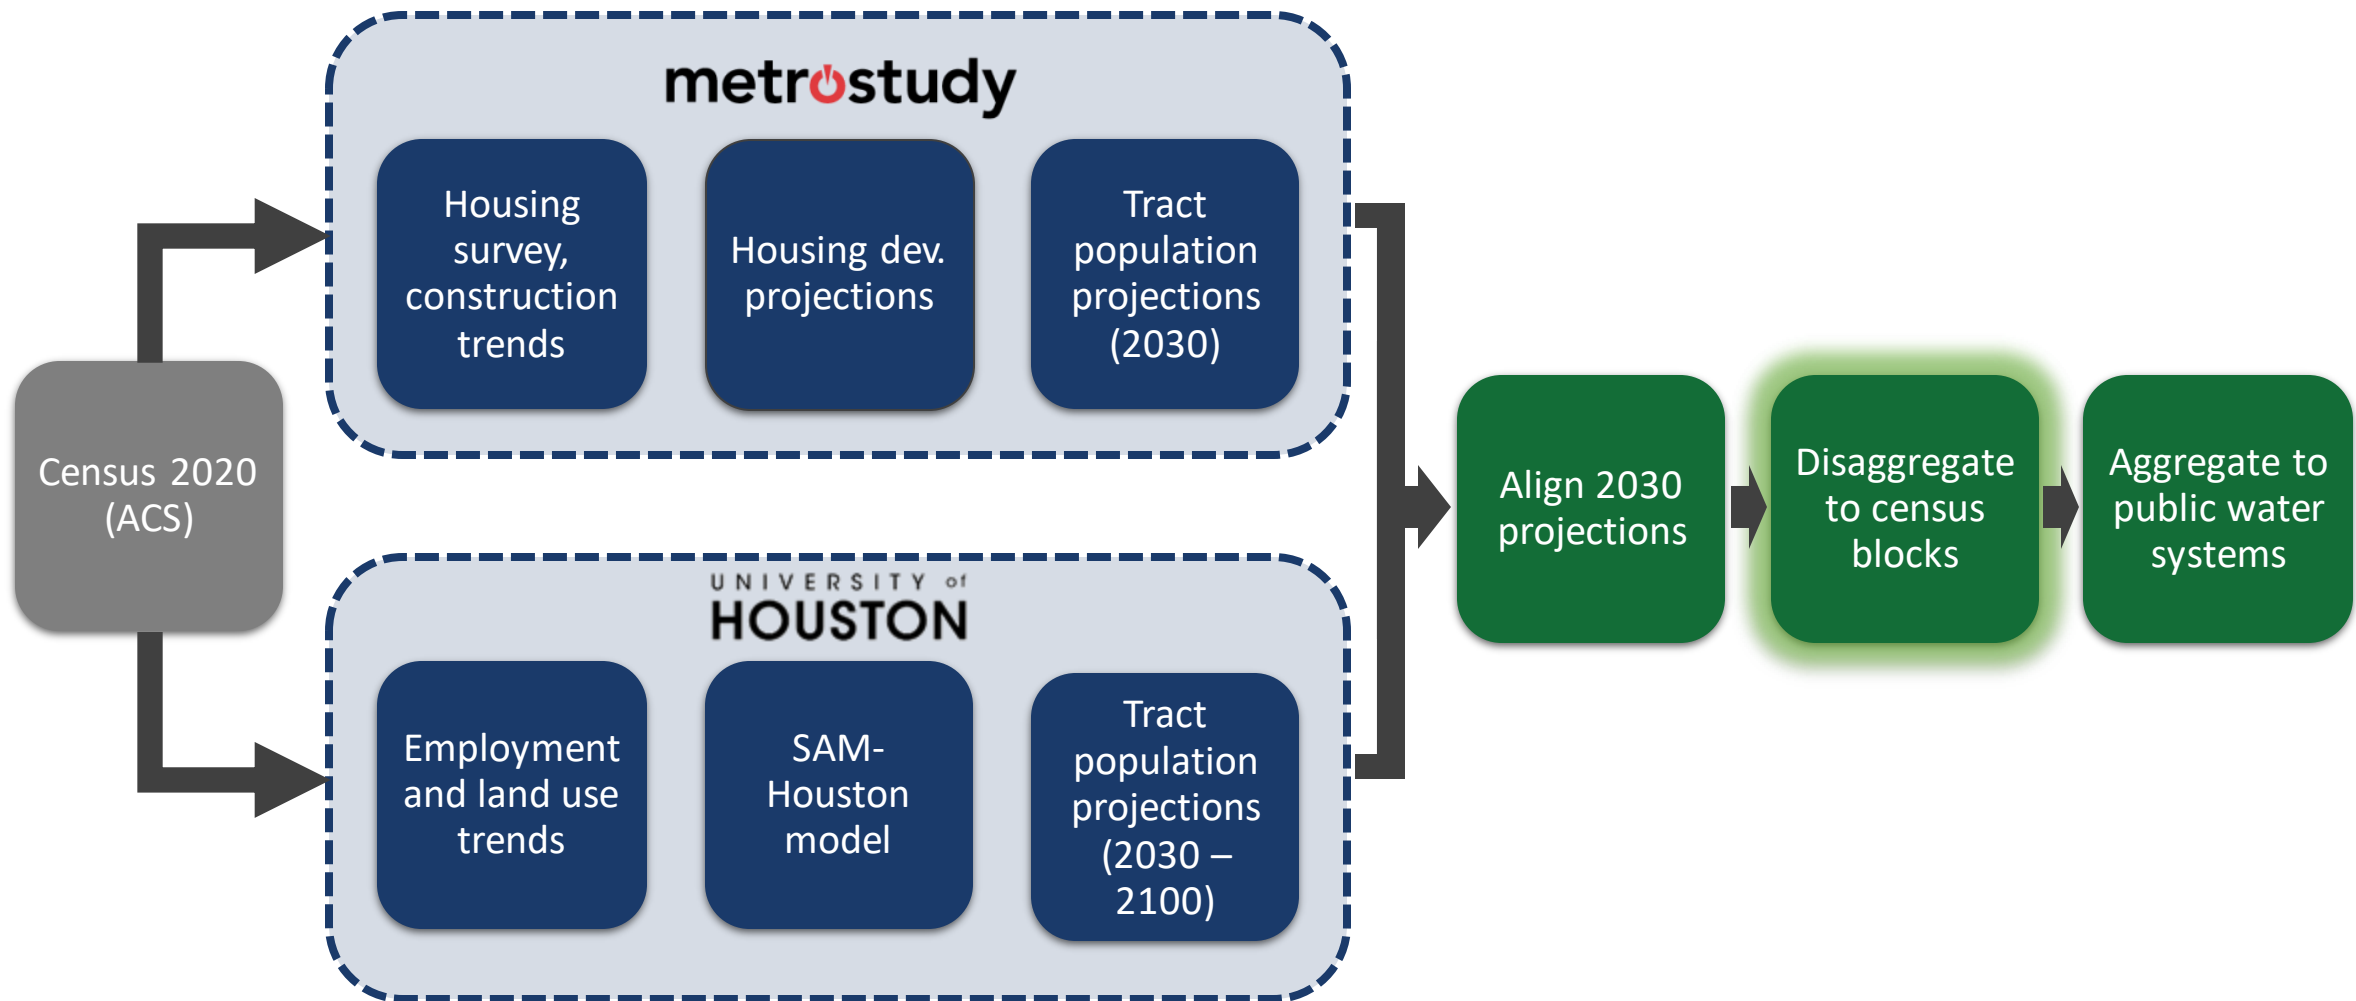 metrostudy
Housing
survey,
construction
trends
Housing dev.
projections
Tract
population
projections
(2030)
Census 2020
(ACS)
UNIVERSITY of
HOUSTON
Employment
and land use
trends
SAM-
Houston
model
Tract
population
projections
(2030 –
2100)
Align 2030
projections
Disaggregate
to census
blocks
Aggregate to
public water
systems